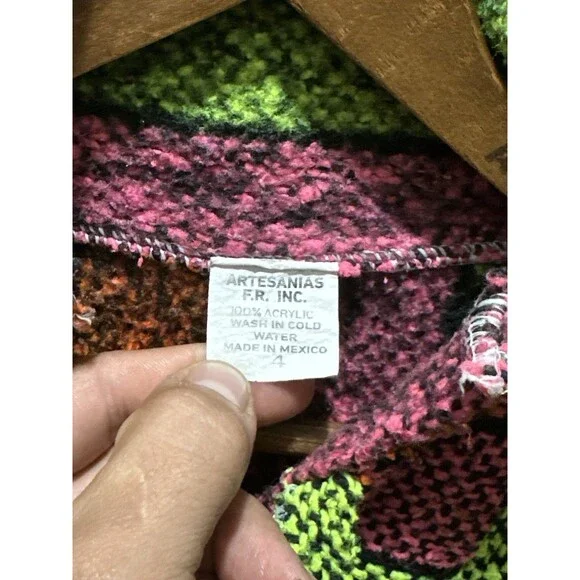 ARTESANIAS
F.R. INC.
100% ACRYLIC
WASH IN COLD
WATER
MADE IN MEXICO
4